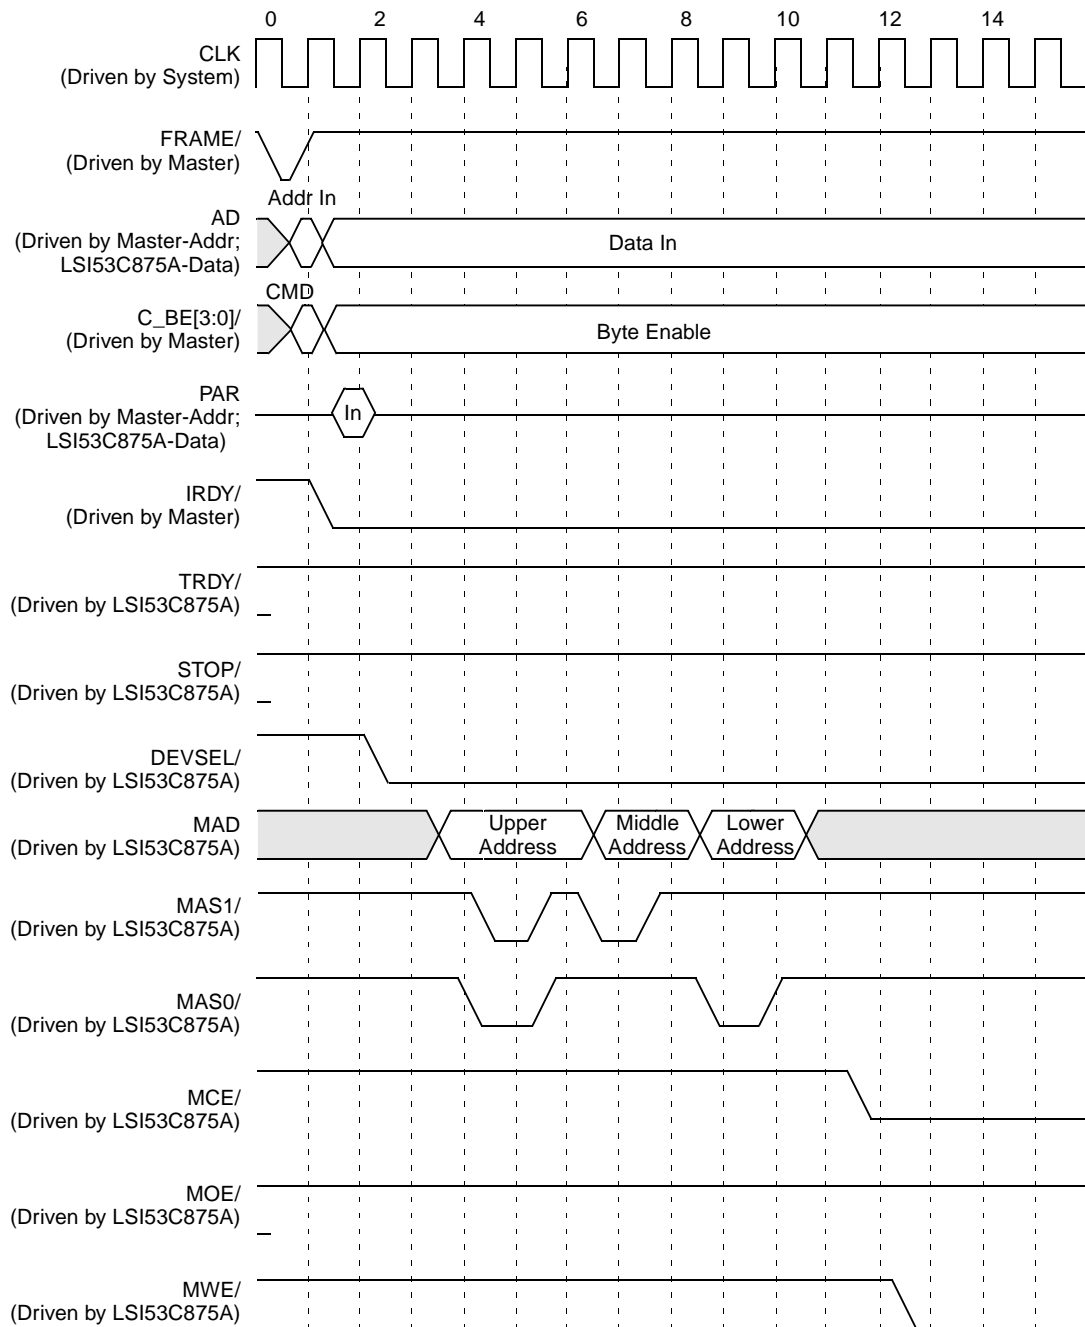 0 2 4 6 8 10 12 14
CLK
(Driven by System)
FRAME/
(Driven by Master)
Addr In
AD
(Driven by Master-Addr;
LSI53C875A-Data)
Data In
CMD
C_BE[3:0]/
(Driven by Master)
Byte Enable
PAR
(Driven by Master-Addr;
LSI53C875A-Data)
In
IRDY/
(Driven by Master)
TRDY/
(Driven by LSI53C875A)
STOP/
(Driven by LSI53C875A)
DEVSEL/
(Driven by LSI53C875A)
MAD
(Driven by LSI53C875A)
Upper
Address
Middle
Address
Lower
Address
MAS1/
(Driven by LSI53C875A)
MAS0/
(Driven by LSI53C875A)
MCE/
(Driven by LSI53C875A)
MOE/
(Driven by LSI53C875A)
MWE/
(Driven by LSI53C875A)